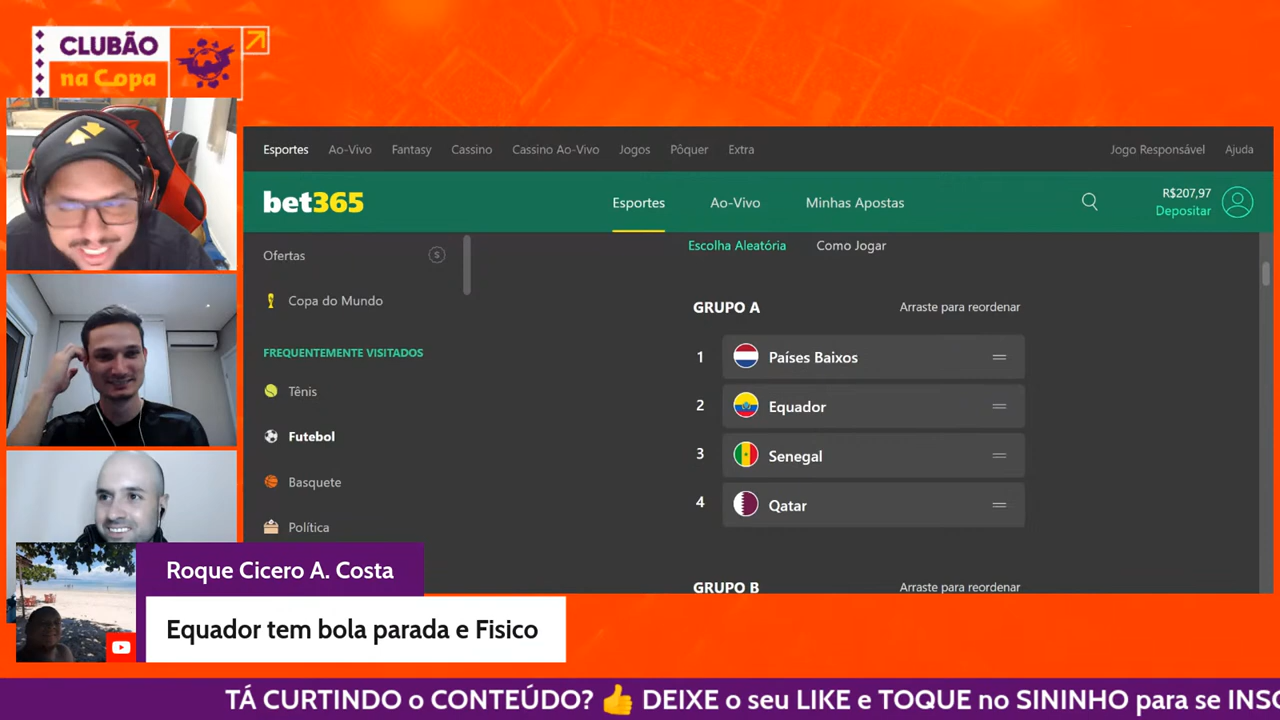 CLUBÃO
na Copa
Esportes Ao-Vivo Fantasy Cassino Cassino Ao-Vivo Jogos Pôquer Extra Jogo Responsável Ajuda
bet365 Esportes Ao-Vivo Minhas Apostas R$207,97
Depositar
Ofertas
Copa do Mundo
FREQUENTEMENTE VISITADOS
Tênis
Futebol
Basquete
Política
Escolha Aleatória Como Jogar
GRUPO A Arraste para reordenar
1 Países Baixos
2 Equador
3 Senegal
4 Qatar
GRUPO B Arraste para reordenar
Roque Cicero A. Costa
Equador tem bola parada e Fisico
TÁ CURTINDO o CONTEÚDO? 👍 DEIXE o seu LIKE e TOQUE no SININHO para se INSC